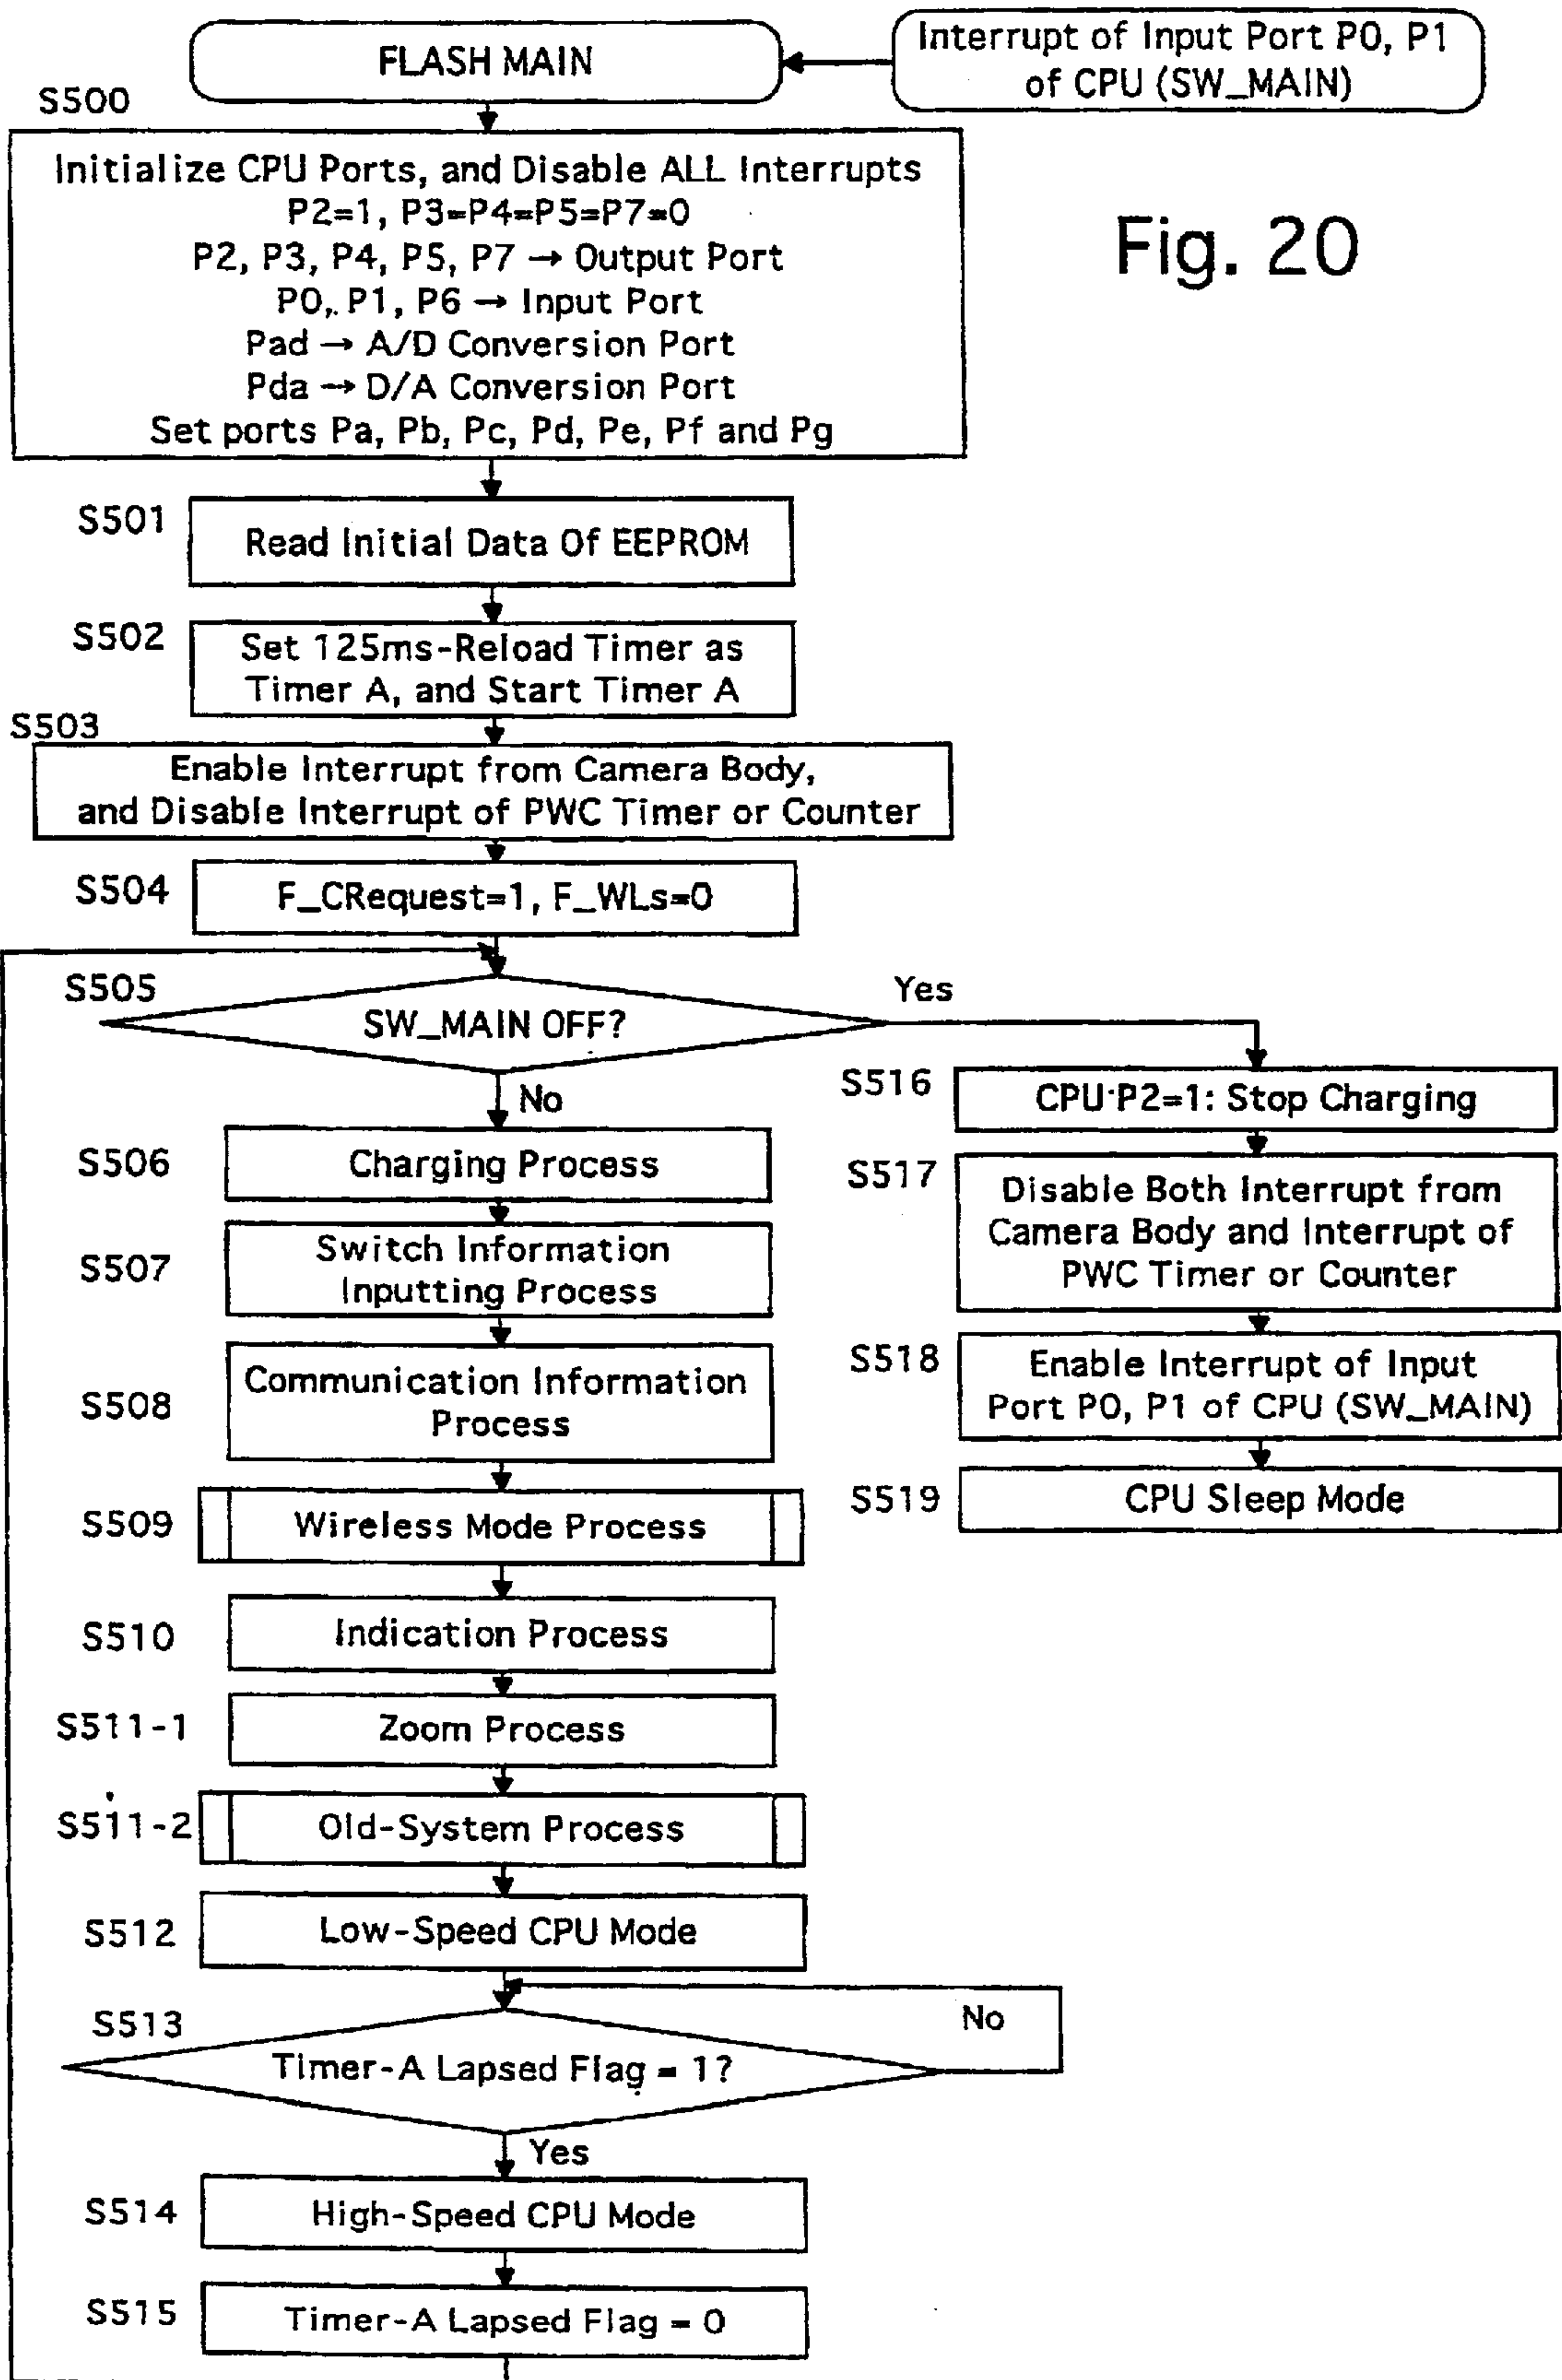 FLASH MAIN
Interrupt of Input Port P0, P1
of CPU (SW_MAIN)
S500
Initialize CPU Ports, and Disable ALL Interrupts
P2=1, P3=P4=P5=P7=0
P2, P3, P4, P5, P7 → Output Port
P0, P1, P6 → Input Port
Pad → A/D Conversion Port
Pda → D/A Conversion Port
Set ports Pa, Pb, Pc, Pd, Pe, Pf and Pg
Fig. 20
S501
Read Initial Data Of EEPROM
S502
Set 125ms-Reload Timer as
Timer A, and Start Timer A
S503
Enable Interrupt from Camera Body,
and Disable Interrupt of PWC Timer or Counter
S504
F_CRequest=1, F_WLs=0
S505
SW_MAIN OFF?
Yes
No
S506
Charging Process
S507
Switch Information
Inputting Process
S508
Communication Information
Process
S509
Wireless Mode Process
S510
Indication Process
S511-1
Zoom Process
S511-2
Old-System Process
S512
Low-Speed CPU Mode
S513
Timer-A Lapsed Flag = 1?
No
Yes
S514
High-Speed CPU Mode
S515
Timer-A Lapsed Flag = 0
S516
CPU·P2=1: Stop Charging
S517
Disable Both Interrupt from
Camera Body and Interrupt of
PWC Timer or Counter
S518
Enable Interrupt of Input
Port P0, P1 of CPU (SW_MAIN)
S519
CPU Sleep Mode